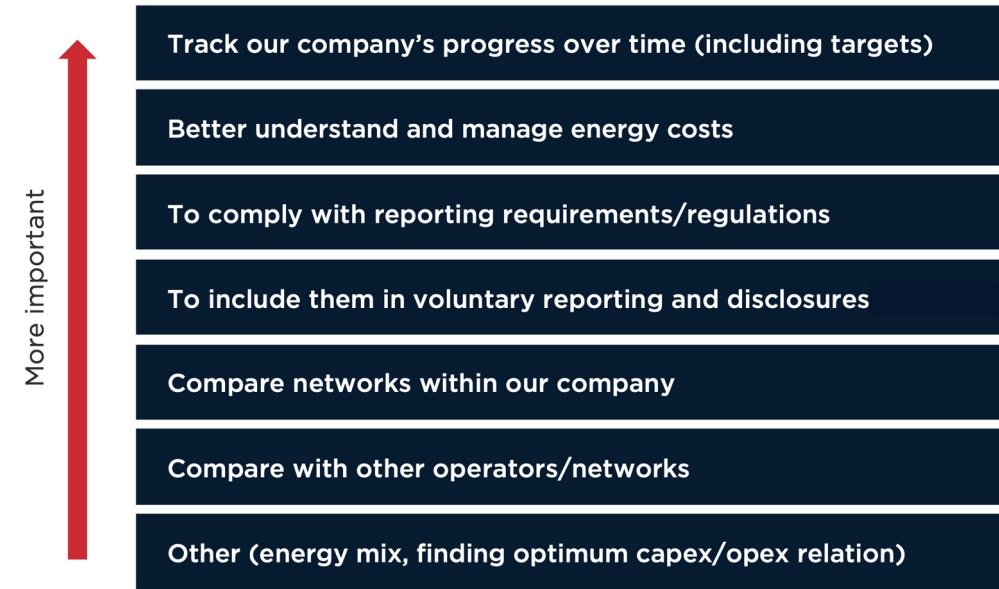 Track our company’s progress over time (including targets)
Better understand and manage energy costs
To comply with reporting requirements/regulations
To include them in voluntary reporting and disclosures
Compare networks within our company
Compare with other operators/networks
Other (energy mix, finding optimum capex/opex relation)
More important